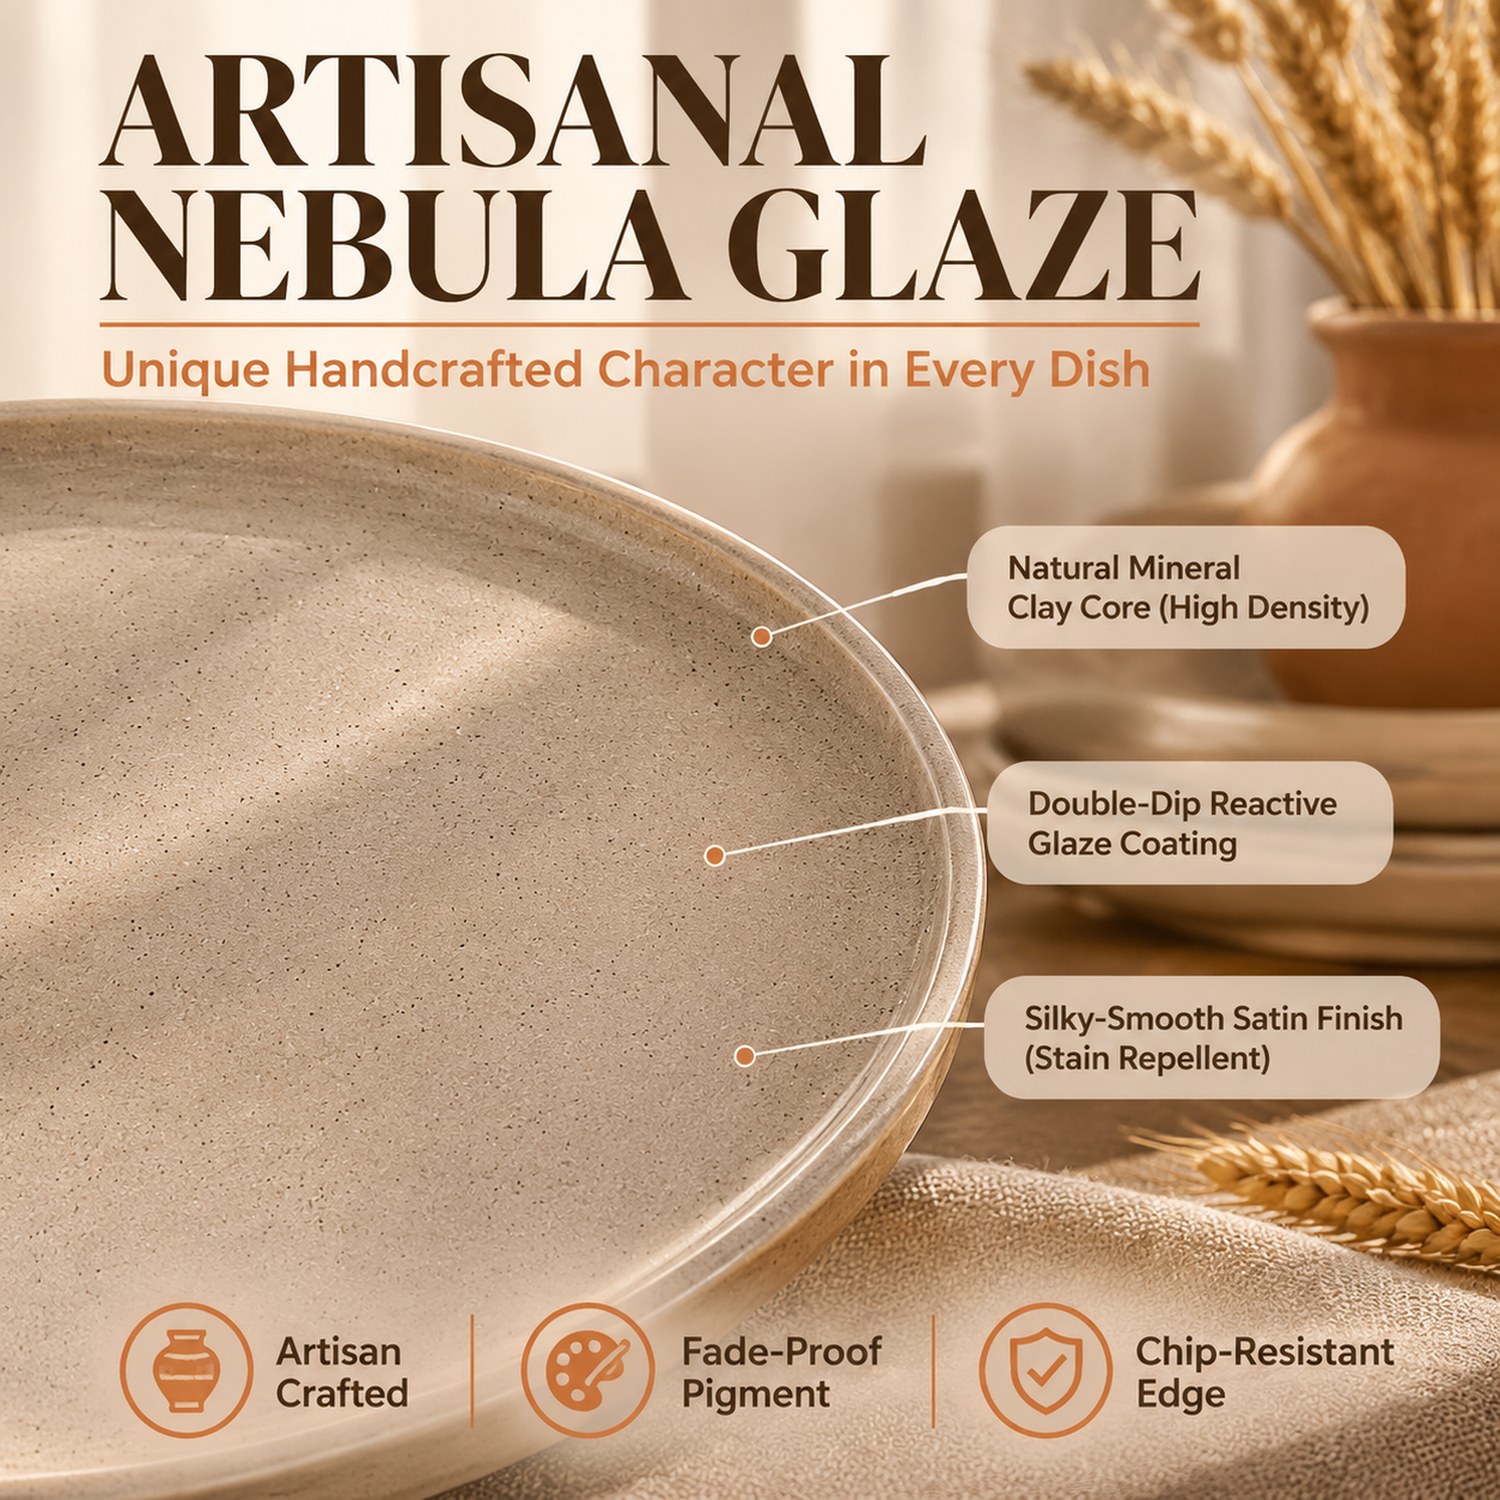 ARTISANAL
NEBULA GLAZE
Unique Handcrafted Character in Every Dish
Natural Mineral
Clay Core (High Density)
Double-Dip Reactive
Glaze Coating
Silky-Smooth Satin Finish
(Stain Repellent)
Artisan
Crafted
Fade-Proof
Pigment
Chip-Resistant
Edge